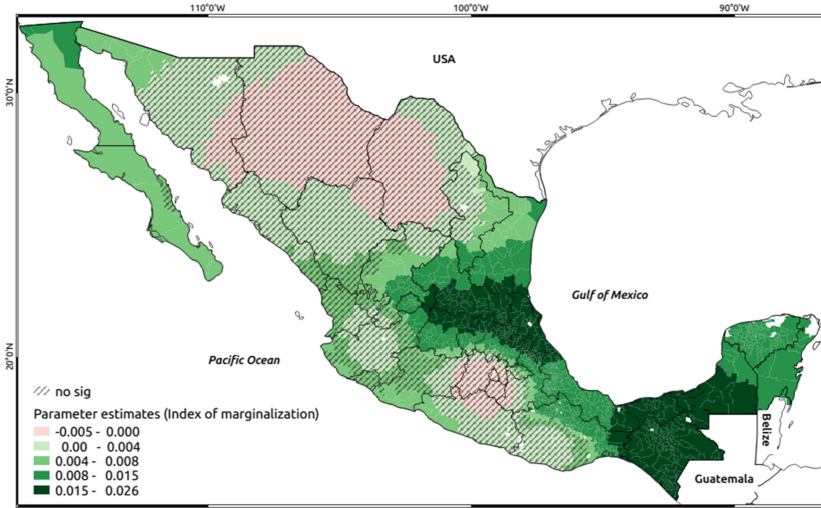 110°0'W
100°0'W
90°0'W
USA
30°0'N
Gulf of Mexico
20°0'N
Pacific Ocean
no sig
Parameter estimates (Index of marginalization)
-0.005 - 0.000
0.00 - 0.004
0.004 - 0.008
0.008 - 0.015
0.015 - 0.026
Belize
Guatemala